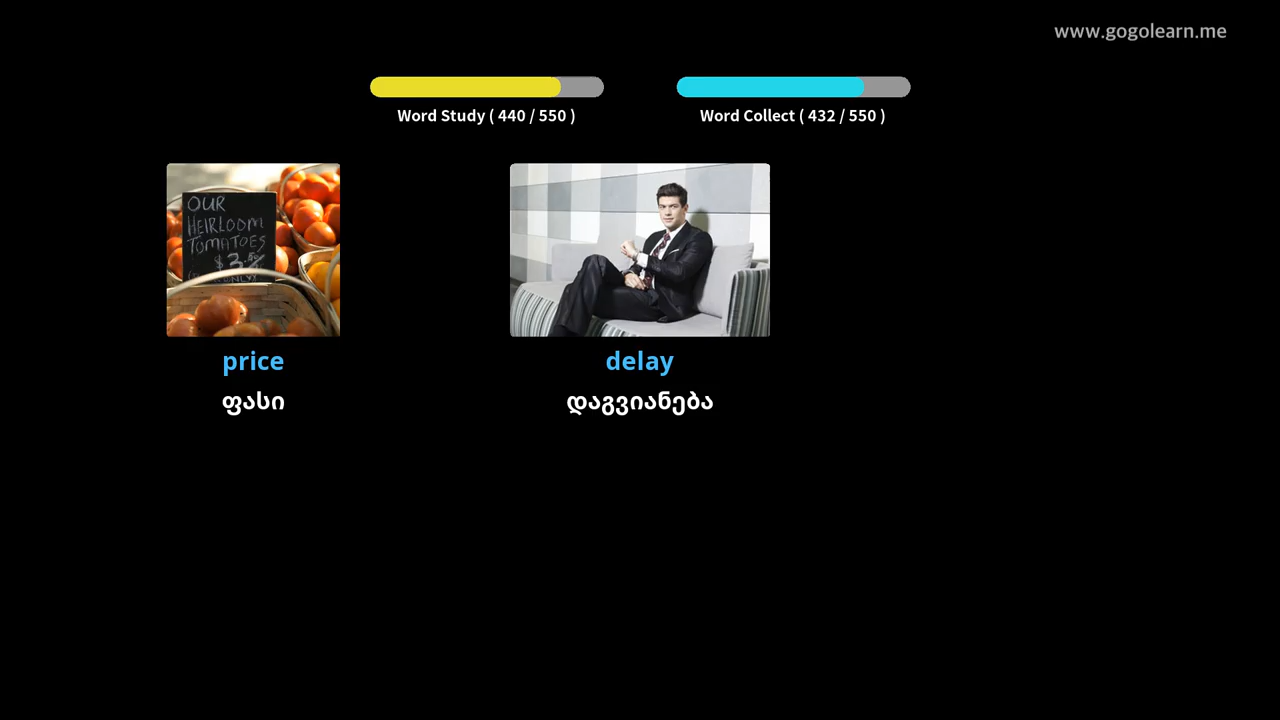 www.gogolearn.me
Word Study ( 440 / 550 )
Word Collect ( 432 / 550 )
OUR
HEIRLOOM
TOMATOES
price
delay
ფასი
დაგვიანება